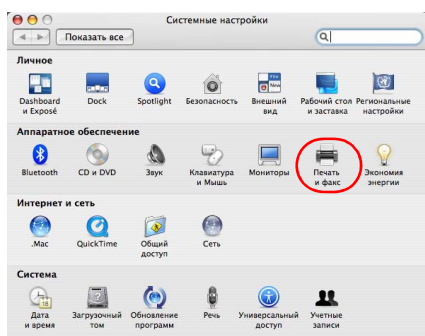 Системные настройки
Показать все
Личное
Dashboard и Exposé
Dock
Spotlight
Безопасность
Внешний вид
Рабочий стол и заставка
Региональные настройки
Аппаратное обеспечение
Bluetooth
CD и DVD
Звук
Клавиатура и Мышь
Мониторы
Печать и факс
Экономия энергии
Интернет и сеть
.Mac
QuickTime
Общий доступ
Сеть
Система
Дата и время
Загрузочный том
Обновление программ
Речь
Универсальный доступ
Учетные записи